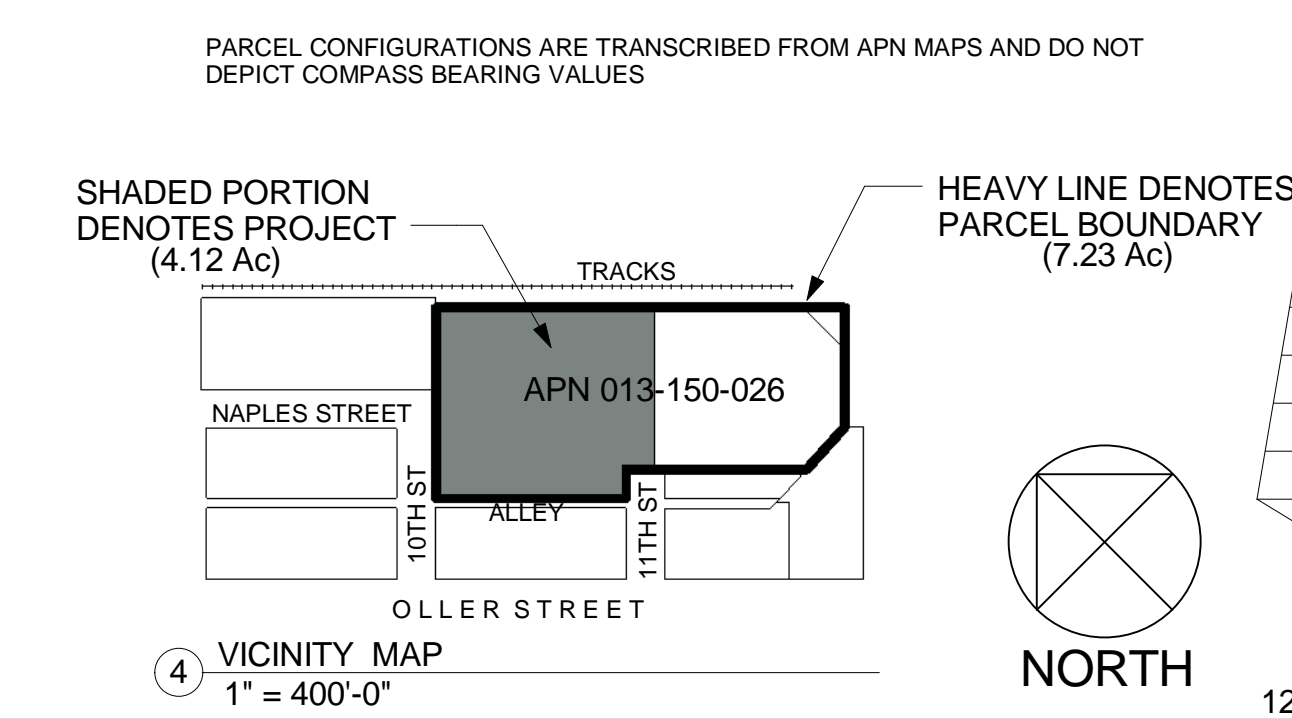 PARCEL CONFIGURATIONS ARE TRANSCRIBED FROM APN MAPS AND DO NOT
DEPICT COMPASS BEARING VALUES
SHADED PORTION
DENOTES PROJECT
(4.12 Ac)
HEAVY LINE DENOTES
PARCEL BOUNDARY
(7.23 Ac)
TRACKS
APN 013-150-026
NAPLES STREET
10TH ST
ALLEY
11TH ST
OLLER STREET
4
VICINITY MAP
1" = 400'-0"
NORTH
12